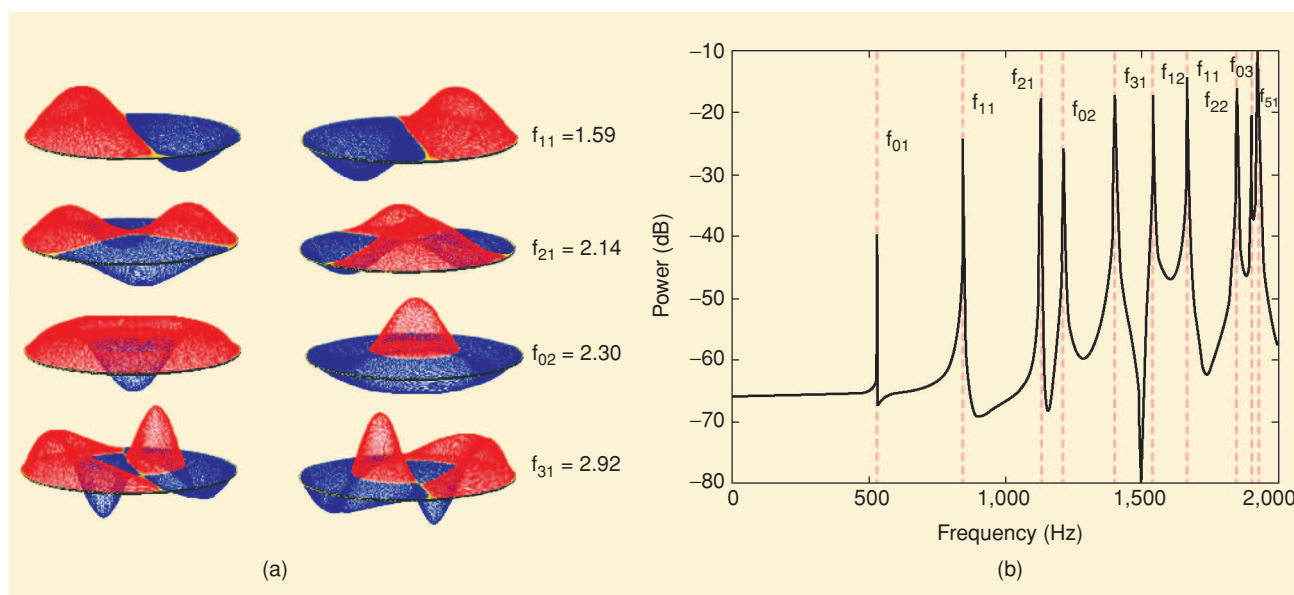 f11 =1.59
f21 = 2.14
f02 = 2.30
f31 = 2.92
(a)
–10
–20
–30
–40
–50
–60
–70
–80
Power (dB)
f01
f11
f21
f02
f31
f12
f11
f22
f03
f51
0
500
1,000
1,500
2,000
Frequency (Hz)
(b)